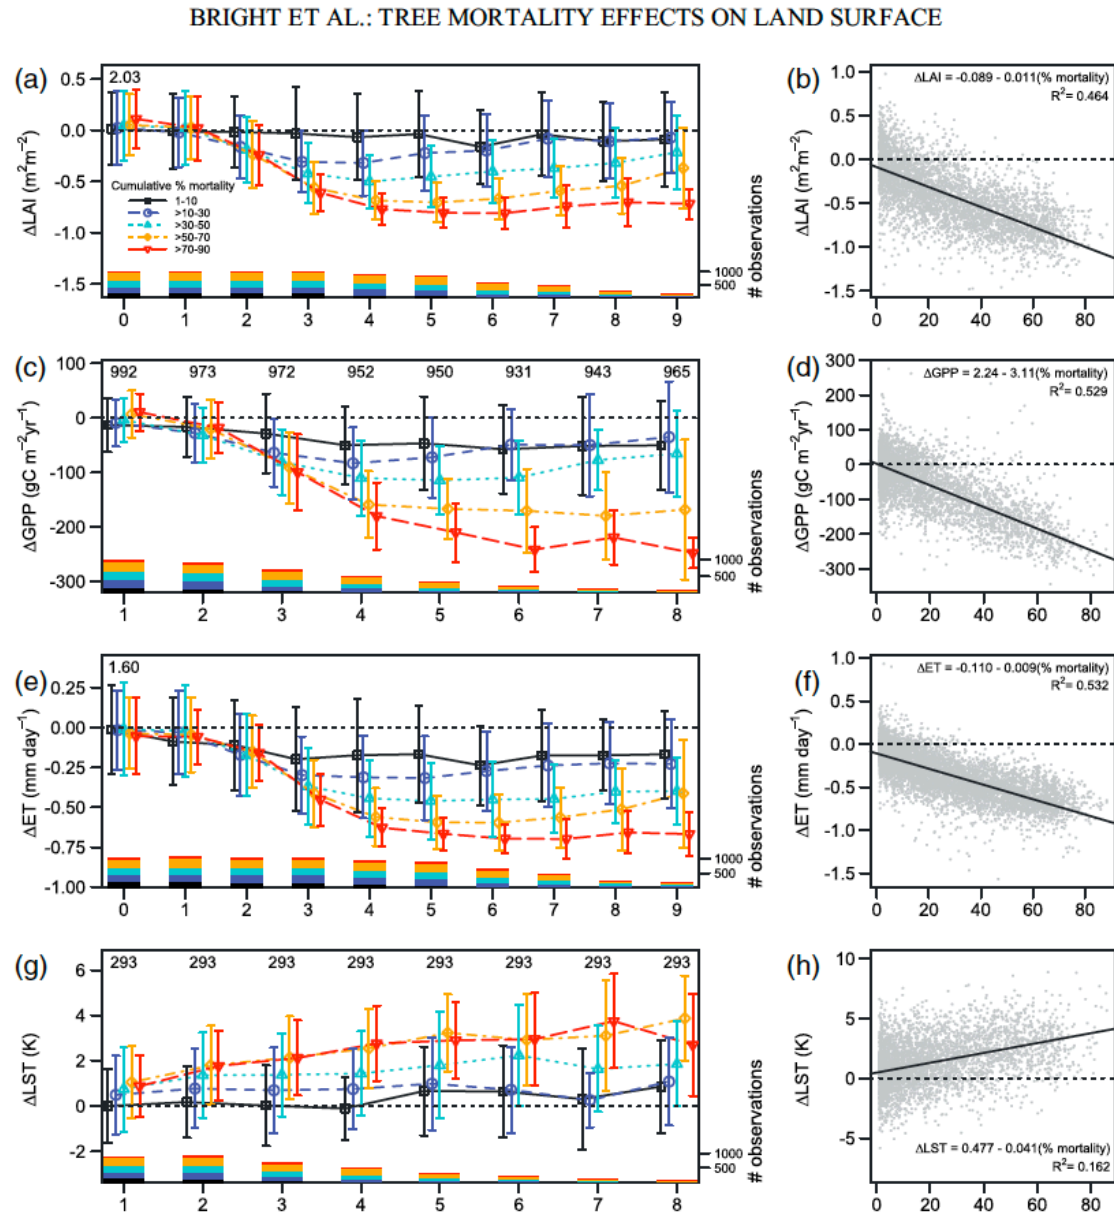 BRIGHT ET AL.: TREE MORTALITY EFFECTS ON LAND SURFACE
(a)
2.03
ΔLAI (m²m⁻²)
0.5
0.0
-0.5
-1.0
-1.5
Cumulative % mortality
1-10
>10-30
>30-50
>50-70
>70-90
1000
500
# observations
0 1 2 3 4 5 6 7 8 9
(b)
ΔLAI = -0.089 - 0.011(% mortality)
R²= 0.464
ΔLAI (m²m⁻²)
1.0
0.0
-0.5
-1.0
-1.5
0 20 40 60 80
(c)
992 973 972 952 950 931 943 965
ΔGPP (gC m⁻²yr⁻¹)
100
0
-100
-200
-300
1000
500
# observations
1 2 3 4 5 6 7 8
(d)
ΔGPP = 2.24 - 3.11(% mortality)
R²= 0.529
ΔGPP (gC m⁻²yr⁻¹)
300
200
100
0
-100
-200
-300
0 20 40 60 80
(e)
1.60
ΔET (mm day⁻¹)
0.25
0.00
-0.25
-0.50
-0.75
-1.00
1000
500
# observations
0 1 2 3 4 5 6 7 8 9
(f)
ΔET = -0.110 - 0.009(% mortality)
R²= 0.532
ΔET (mm day⁻¹)
1.0
0.0
-0.5
-1.0
-1.5
0 20 40 60 80
(g)
293 293 293 293 293 293 293 293
ΔLST (K)
6
4
2
0
-2
1000
500
# observations
1 2 3 4 5 6 7 8
(h)
ΔLST (K)
10
5
0
-5
ΔLST = 0.477 - 0.041(% mortality)
R²= 0.162
0 20 40 60 80